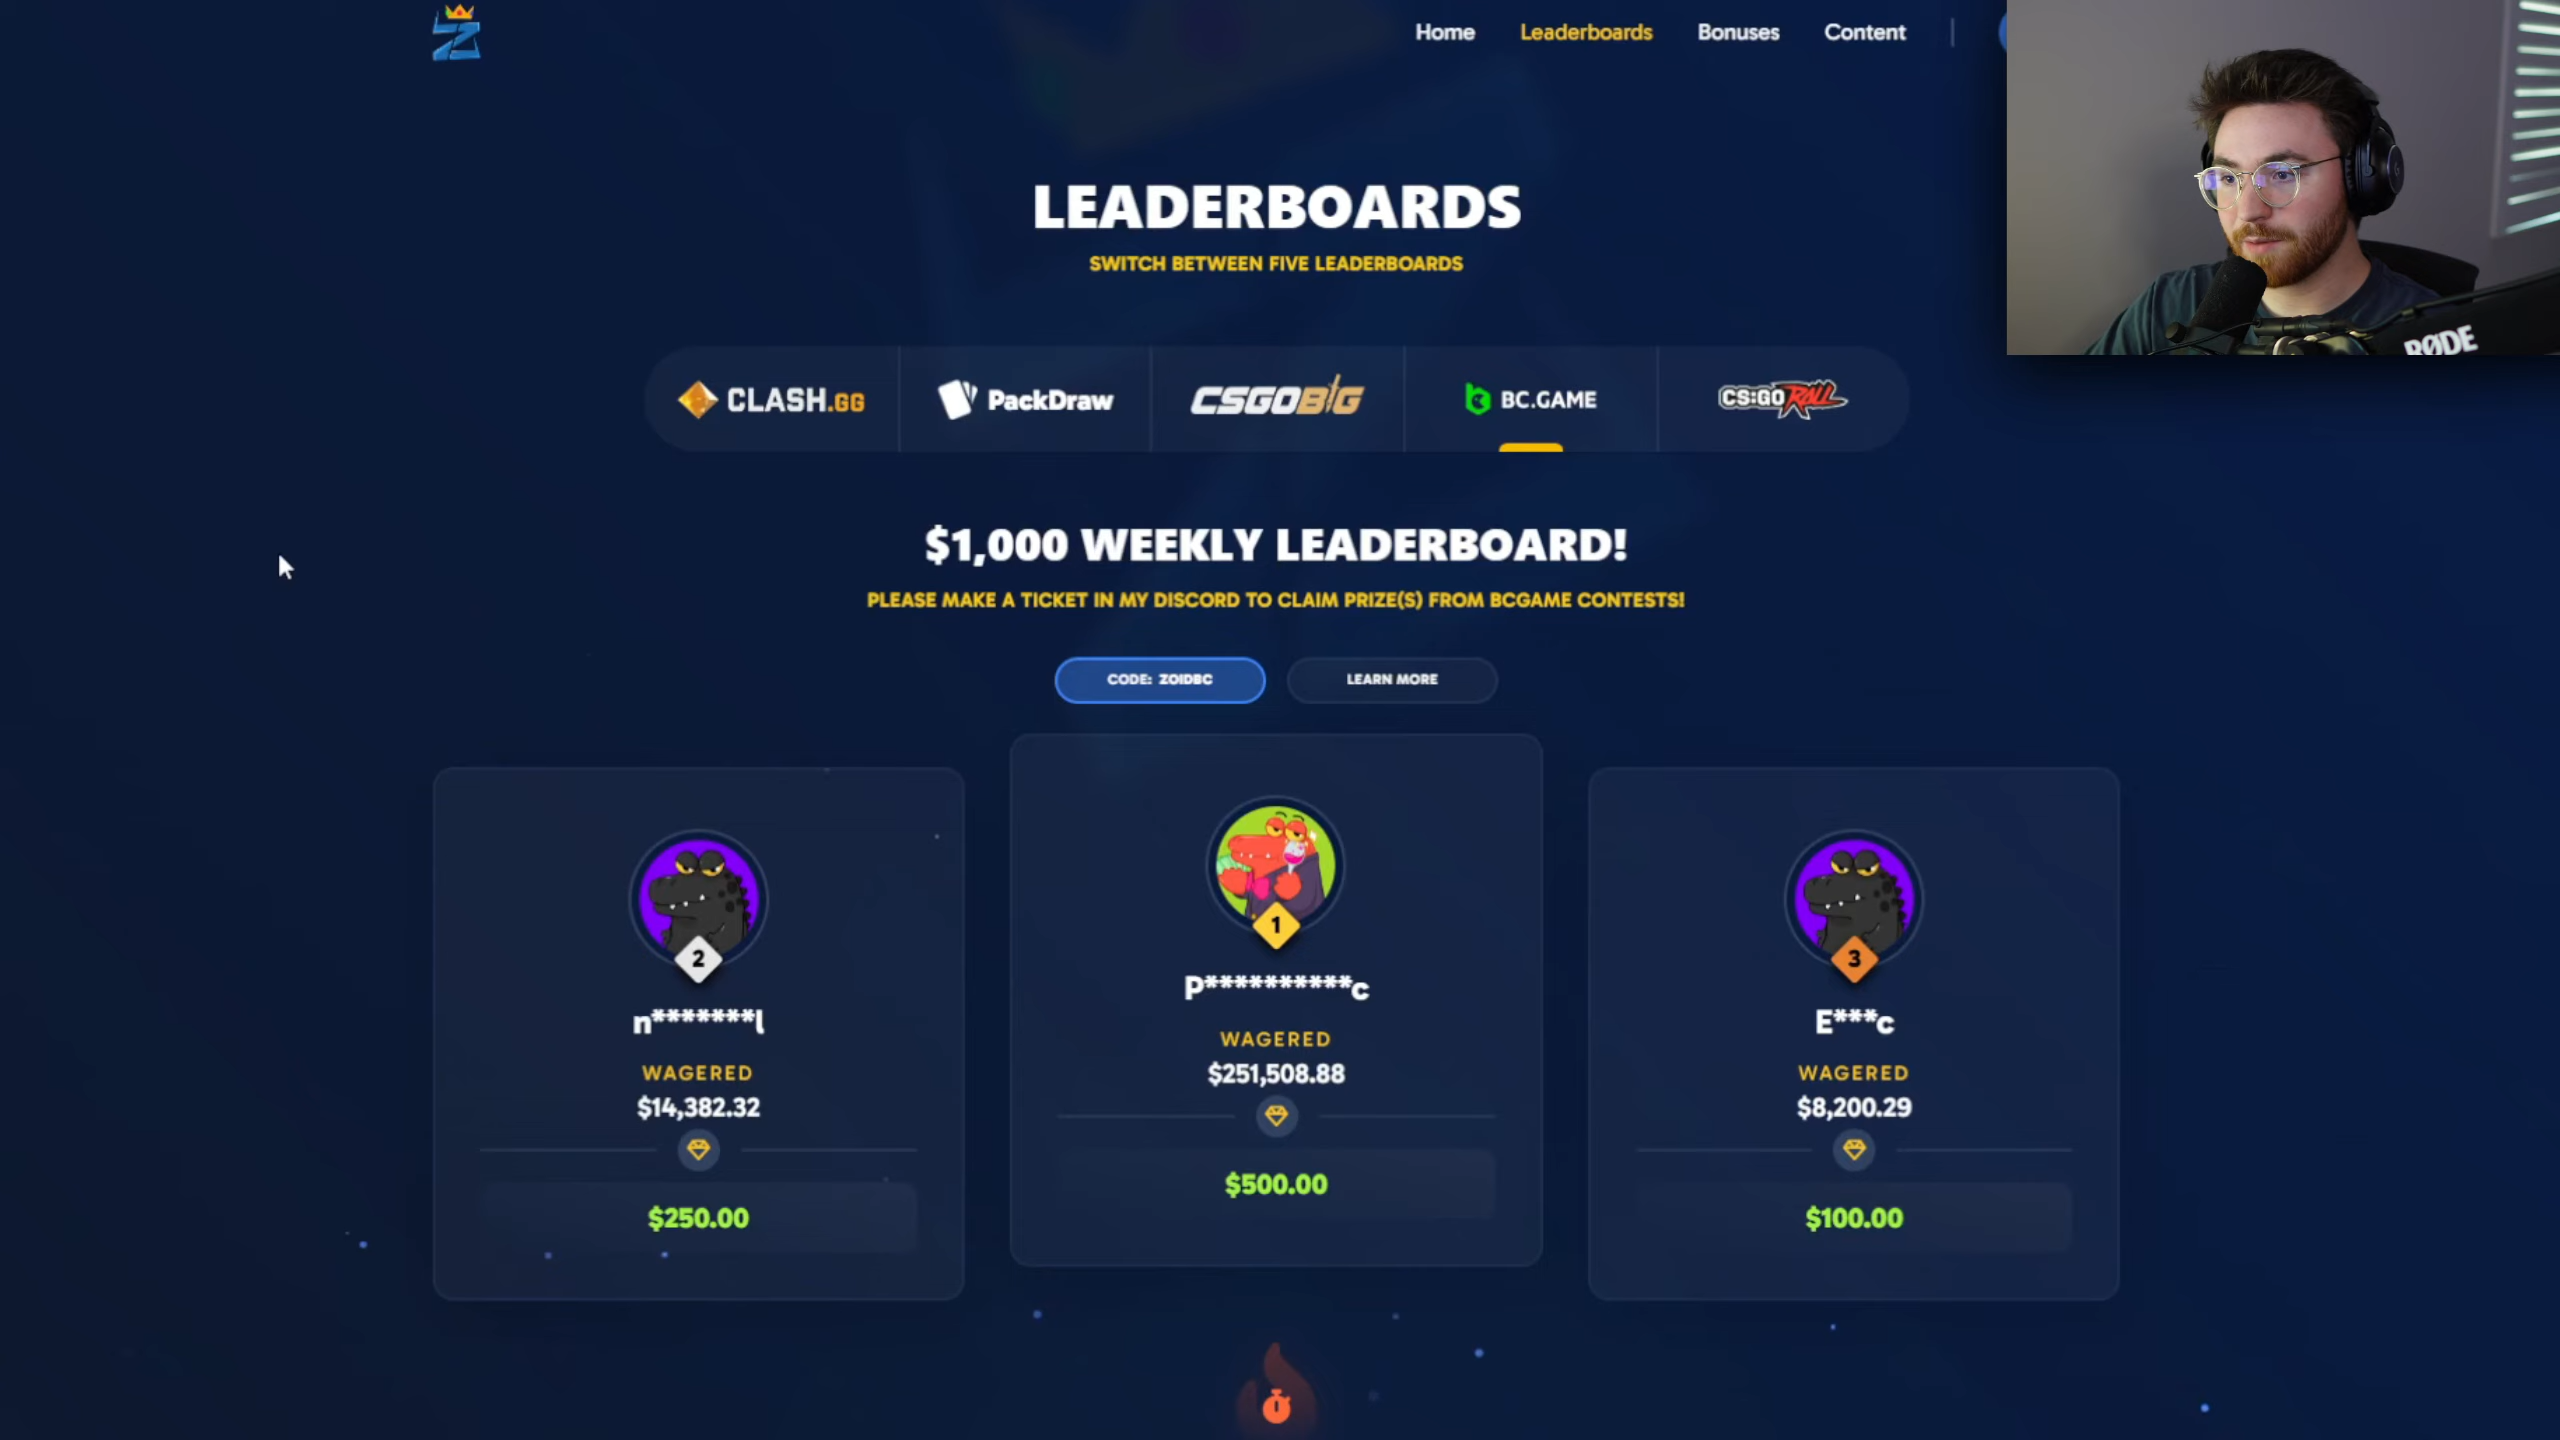 Home Leaderboards Bonuses Content
LEADERBOARDS
SWITCH BETWEEN FIVE LEADERBOARDS
CLASH.GG PackDraw CSGOBIG BC.GAME CS:GO ROLL
$1,000 WEEKLY LEADERBOARD!
PLEASE MAKE A TICKET IN MY DISCORD TO CLAIM PRIZE(S) FROM BCGAME CONTESTS!
CODE: ZOIDBC LEARN MORE
2
n*******l
WAGERED
$14,382.32
$250.00
1
P**********c
WAGERED
$251,508.88
$500.00
3
E***c
WAGERED
$8,200.29
$100.00
RØDE